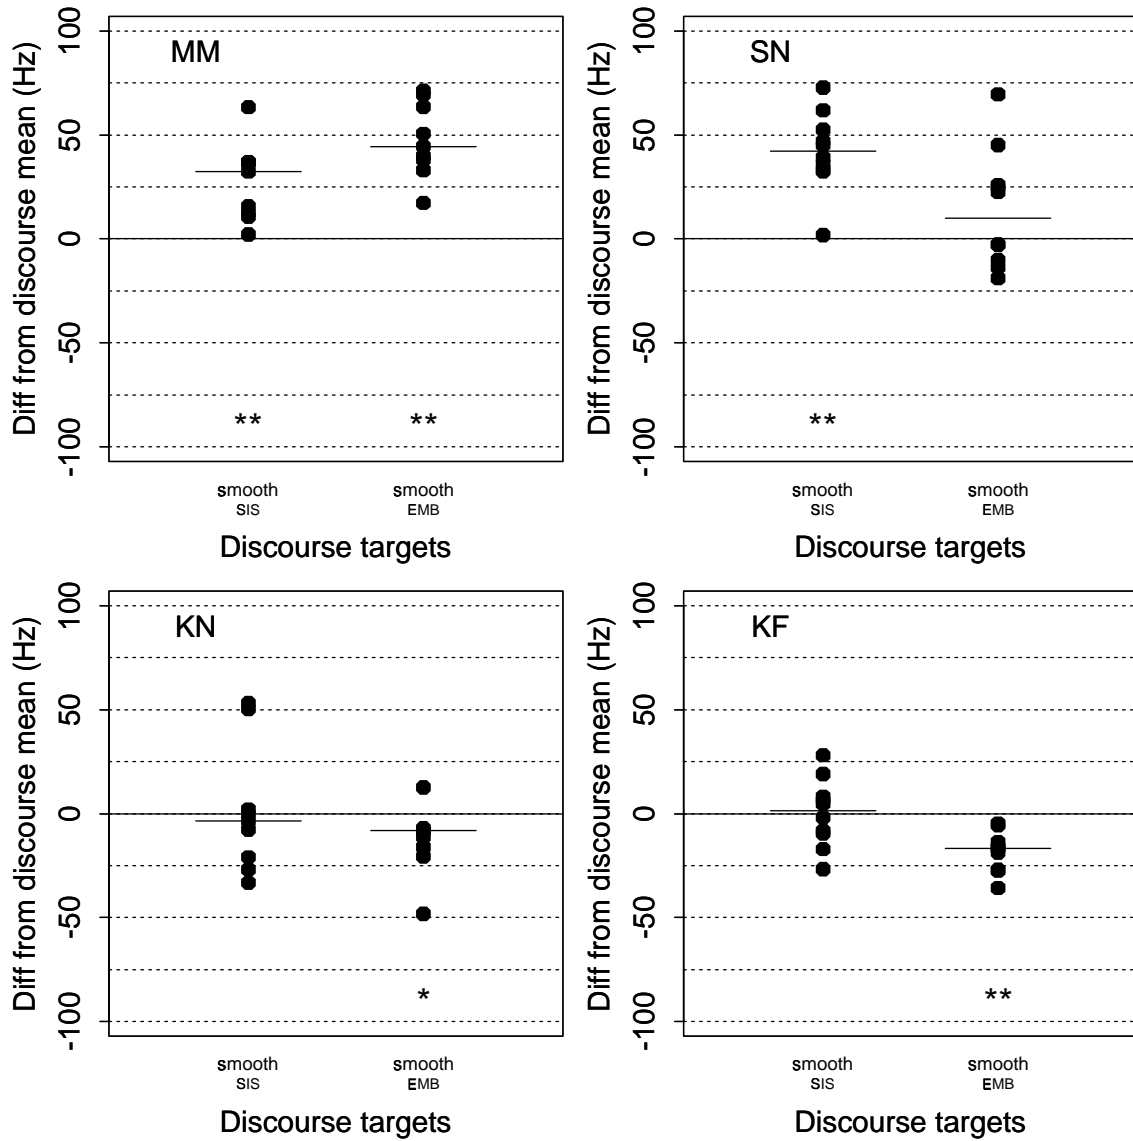 MM
Diff from discourse mean (Hz)
100
50
0
-50
-100
** **
smooth smooth
SIS EMB
Discourse targets
SN
Diff from discourse mean (Hz)
100
50
0
-50
-100
**
smooth smooth
SIS EMB
Discourse targets
KN
Diff from discourse mean (Hz)
100
50
0
-50
-100
*
smooth smooth
SIS EMB
Discourse targets
KF
Diff from discourse mean (Hz)
100
50
0
-50
-100
**
smooth smooth
SIS EMB
Discourse targets